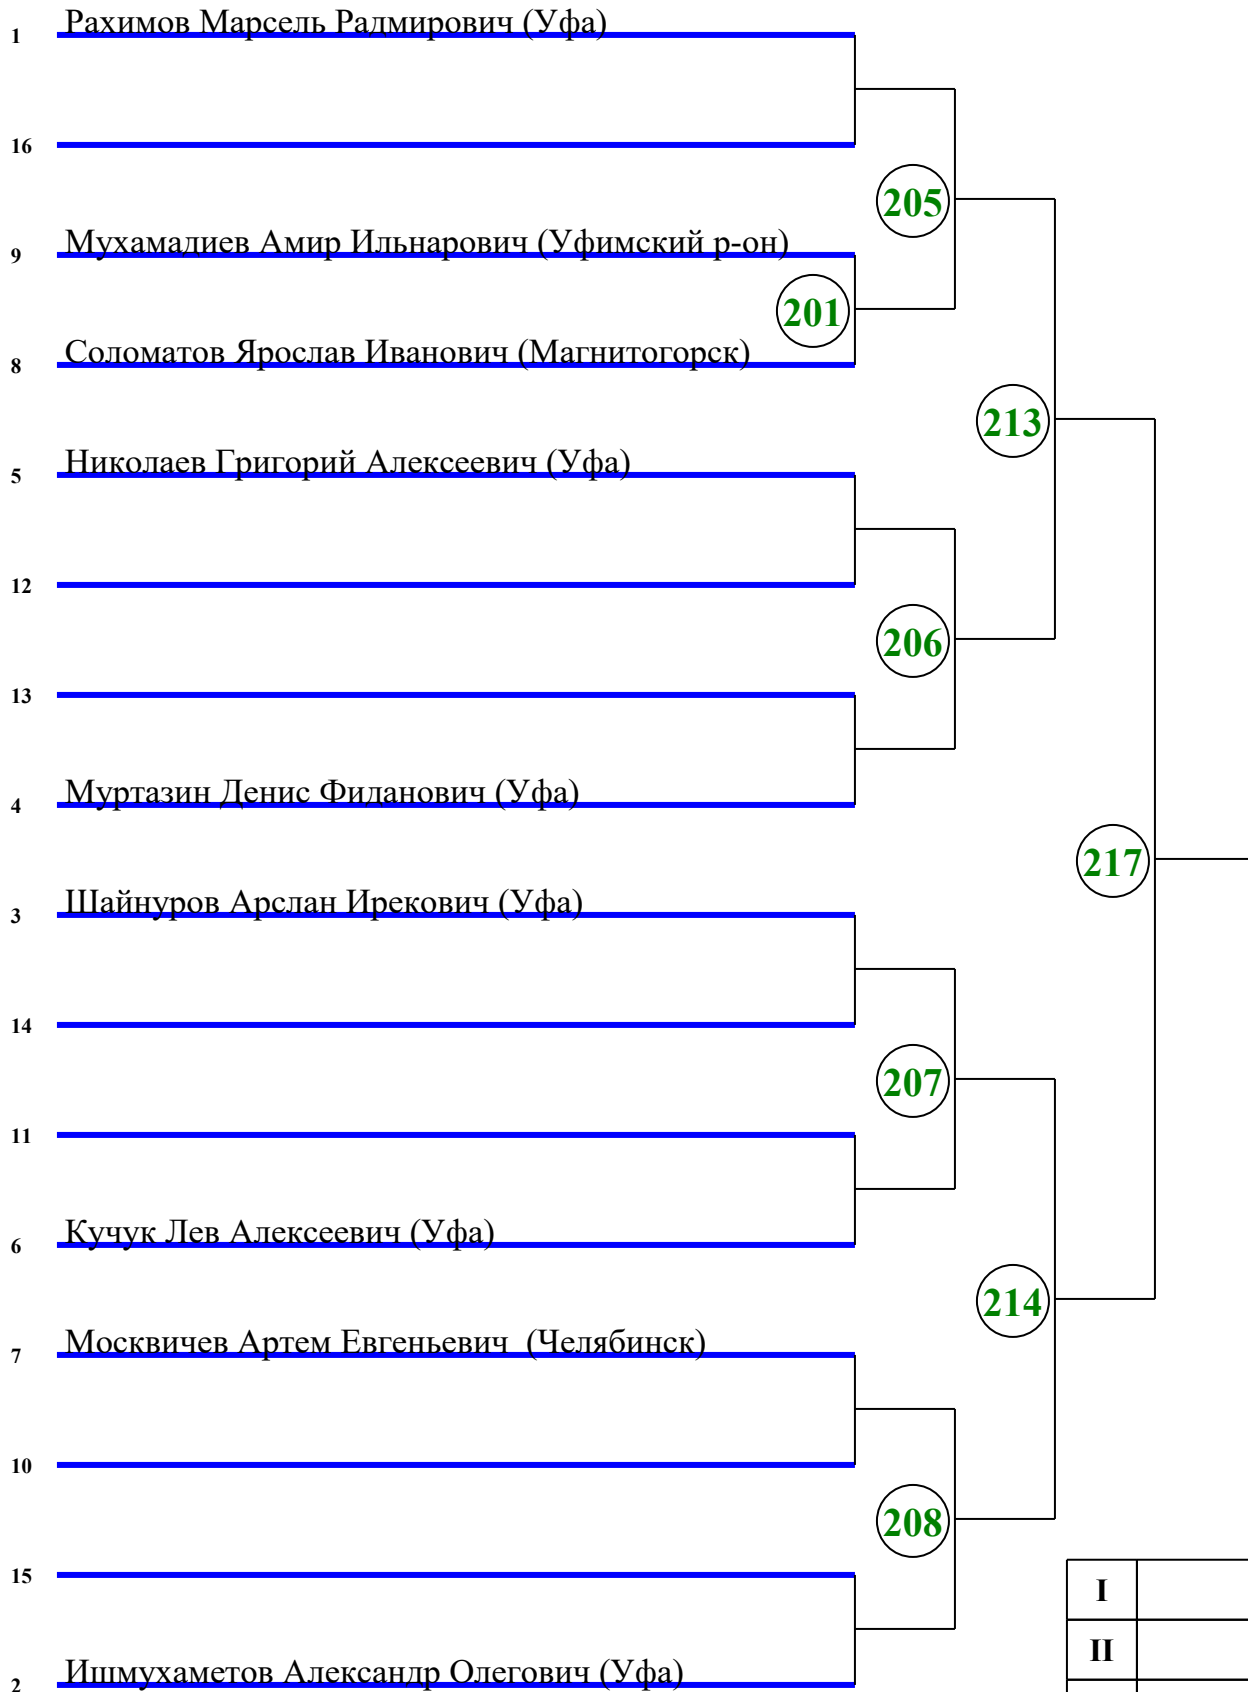 1 Рахимов Марсель Радмирович (Уфа)
16
205
9 Мухамадиев Амир Ильнарович (Уфимский р-он)
201
8 Соломатов Ярослав Иванович (Магнитогорск)
213
5 Николаев Григорий Алексеевич (Уфа)
12
206
13
4 Муртазин Денис Фиданович (Уфа)
217
3 Шайнуров Арслан Ирекович (Уфа)
14
207
11
6 Кучук Лев Алексеевич (Уфа)
214
7 Москвичев Артем Евгеньевич (Челябинск)
10
208
15
I
II
2 Ишмухаметов Александр Олегович (Уфа)